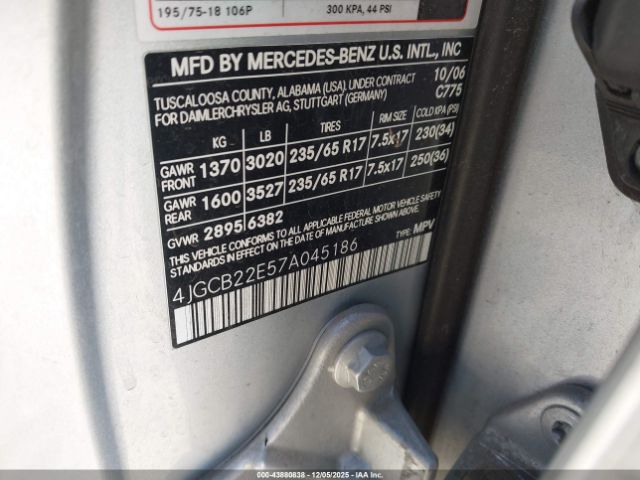 195/75-18 106P
300 KPA, 44 PSI
MFD BY MERCEDES-BENZ U.S. INTL., INC
TUSCALOOSA COUNTY, ALABAMA (USA), UNDER CONTRACT 10/06
FOR DAIMLERCHRYSLER AG, STUTTGART (GERMANY) C775
KG LB TIRES RIM SIZE COLD KPA (PSI)
GAWR FRONT 1370 3020 235/65 R17 7.5x17 230(34)
GAWR REAR 1600 3527 235/65 R17 7.5x17 250(36)
GVWR 2895 6382
THIS VEHICLE CONFORMS TO ALL APPLICABLE FEDERAL MOTOR VEHICLE SAFETY
STANDARDS IN EFFECT ON THE DATE OF MANUFACTURE SHOWN ABOVE.
4JGCB22E57A045186 TYPE: MPV
000-43880838 - 12/05/2025 - COPYRIGHT IAA, LLC.